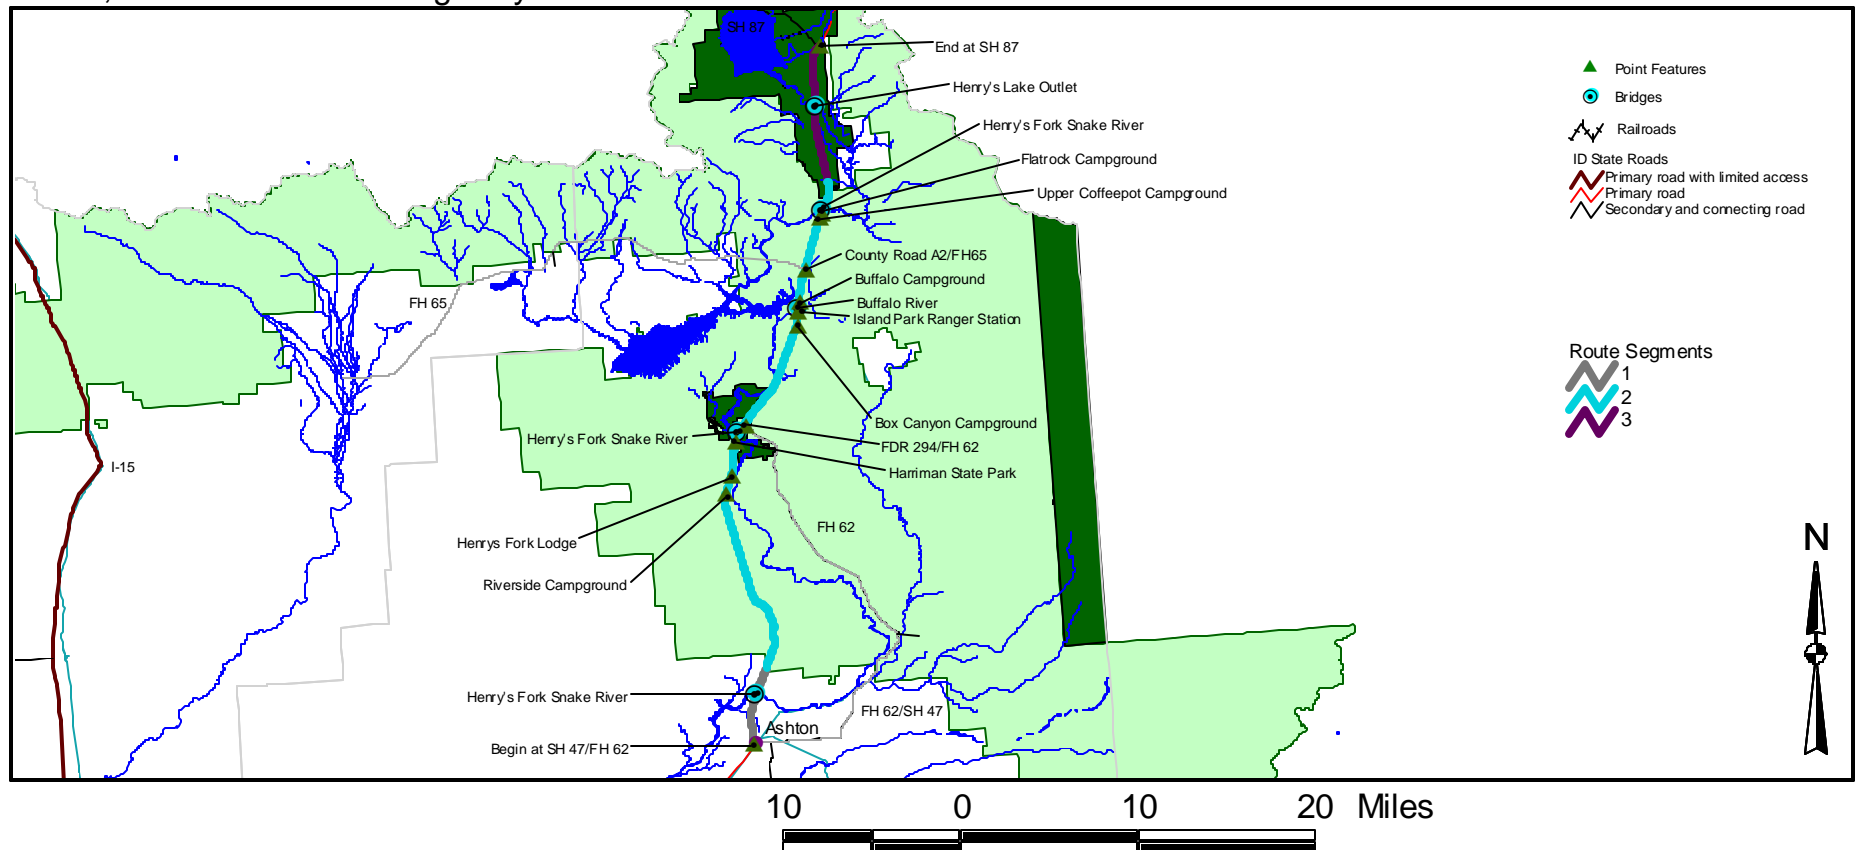 SH 87
End at SH 87
Henry's Lake Outlet
Henry's Fork Snake River
Flatrock Campground
Upper Coffeepot Campground
County Road A2/FH65
Buffalo Campground
Buffalo River
Island Park Ranger Station
FH 65
Box Canyon Campground
Henry's Fork Snake River
FDR 294/FH 62
I-15
Harriman State Park
FH 62
Henrys Fork Lodge
Riverside Campground
Henry's Fork Snake River
FH 62/SH 47
Ashton
Begin at SH 47/FH 62
Point Features
Bridges
Railroads
ID State Roads
Primary road with limited access
Primary road
Secondary and connecting road
Route Segments
1
2
3
N
10 0 10 20 Miles